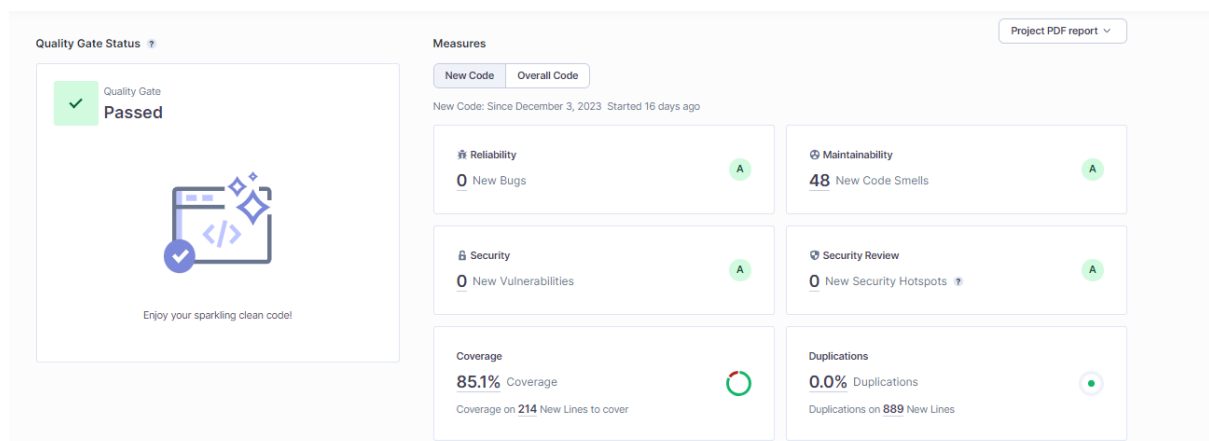 Project PDF report
Quality Gate Status ?
Measures
Quality Gate
Passed
Enjoy your sparkling clean code!
New Code Overall Code
New Code: Since December 3, 2023 Started 16 days ago
Reliability
0 New Bugs
A
Maintainability
48 New Code Smells
A
Security
0 New Vulnerabilities
A
Security Review
0 New Security Hotspots ?
A
Coverage
85.1% Coverage
Coverage on 214 New Lines to cover
Duplications
0.0% Duplications
Duplications on 889 New Lines